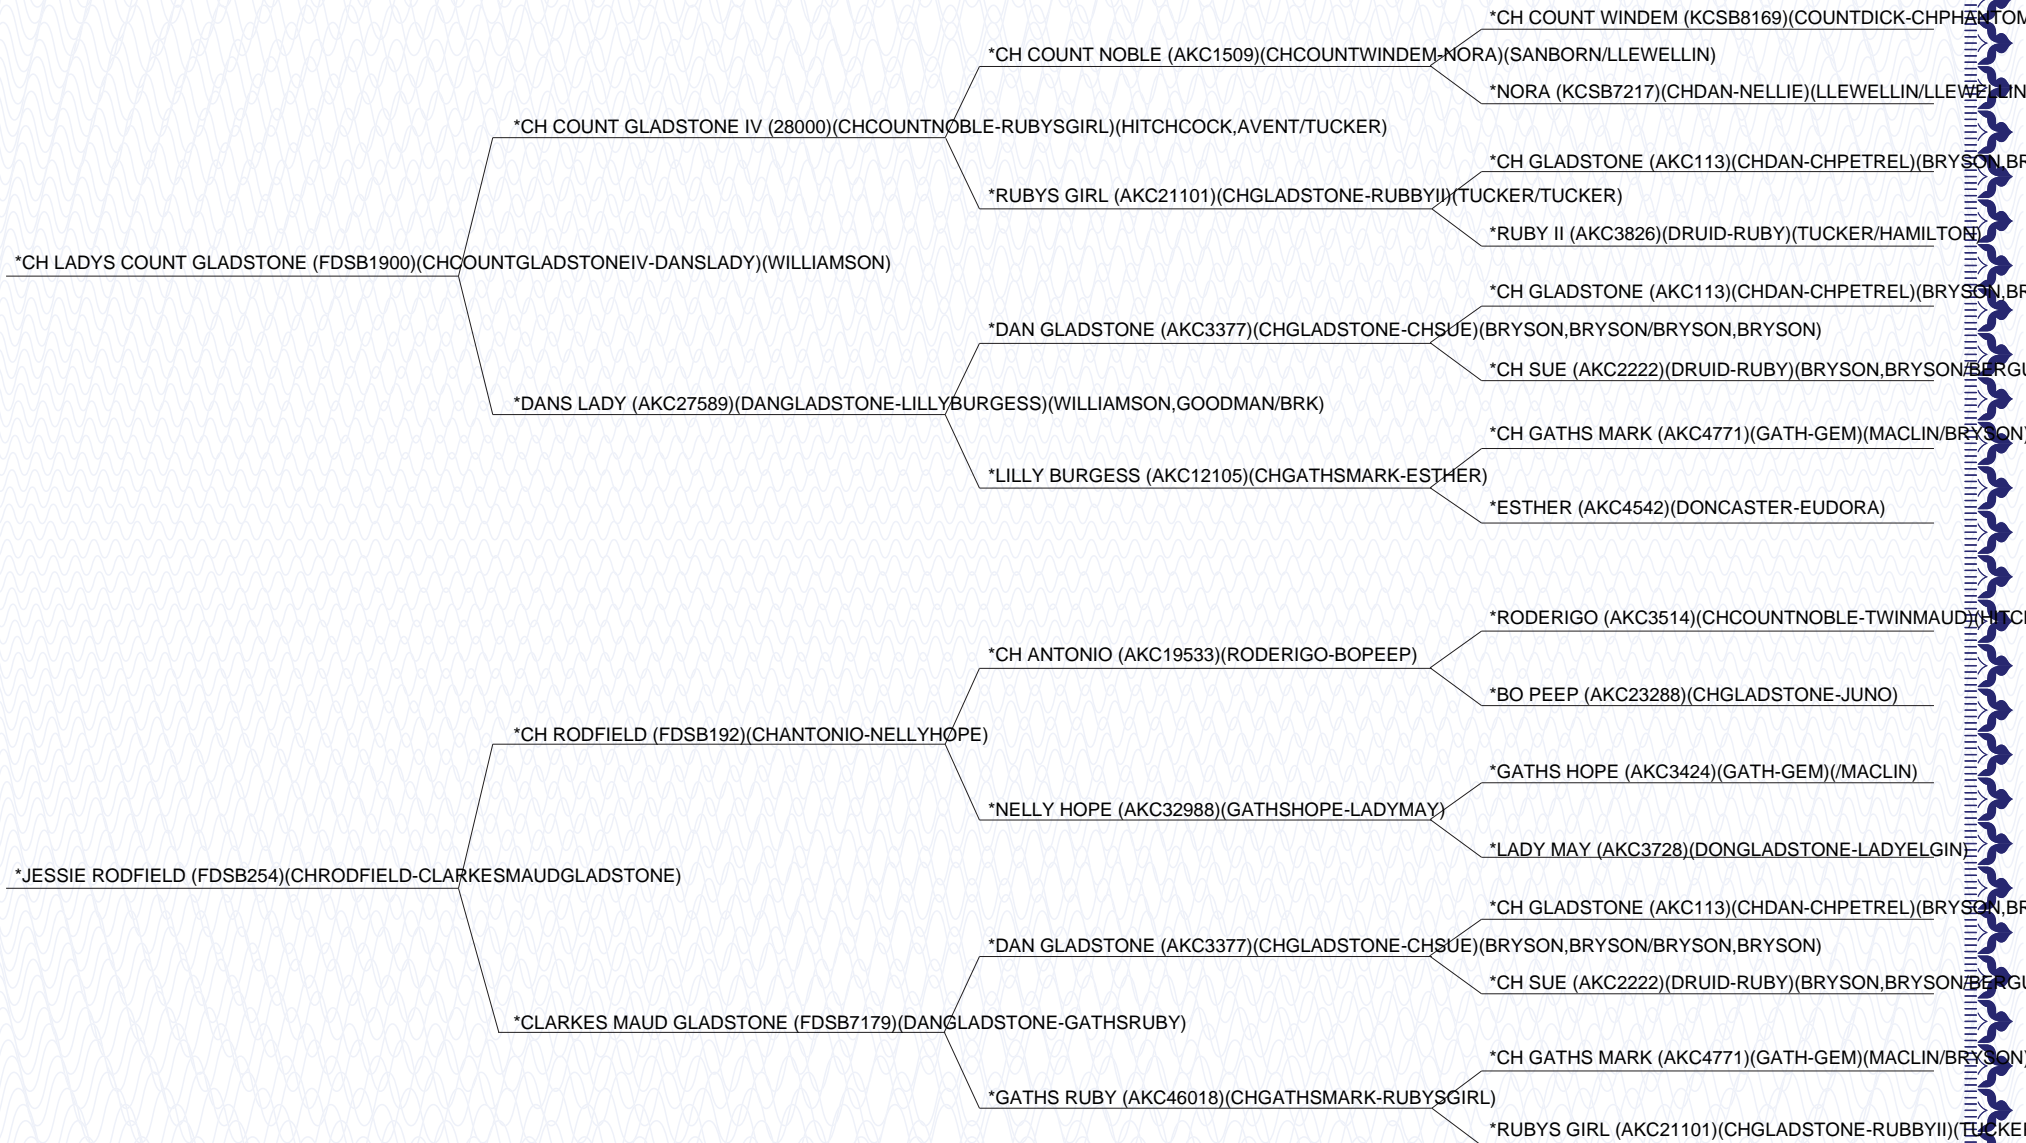 *CH COUNT WINDEM (KCSB8169)(COUNTDICK-CHPHANTOM
*CH COUNT NOBLE (AKC1509)(CHCOUNTWINDEM-NORA)(SANBORN/LLEWELLIN)
*NORA (KCSB7217)(CHDAN-NELLIE)(LLEWELLIN/LLEWELLIN
*CH COUNT GLADSTONE IV (28000)(CHCOUNTNOBLE-RUBYSGIRL)(HITCHCOCK,AVENT/TUCKER)
*CH GLADSTONE (AKC113)(CHDAN-CHPETREL)(BRYSON,BR
*RUBYS GIRL (AKC21101)(CHGLADSTONE-RUBBYII)(TUCKER/TUCKER)
*RUBY II (AKC3826)(DRUID-RUBY)(TUCKER/HAMILTON)
*CH LADYS COUNT GLADSTONE (FDSB1900)(CHCOUNTGLADSTONEIV-DANSLADY)(WILLIAMSON)
*CH GLADSTONE (AKC113)(CHDAN-CHPETREL)(BRYSON,BR
*DAN GLADSTONE (AKC3377)(CHGLADSTONE-CHSUE)(BRYSON,BRYSON/BRYSON,BRYSON)
*CH SUE (AKC2222)(DRUID-RUBY)(BRYSON,BRYSON/BERGU
*DANS LADY (AKC27589)(DANGLADSTONE-LILLYBURGESS)(WILLIAMSON,GOODMAN/BRK)
*CH GATHS MARK (AKC4771)(GATH-GEM)(MACLIN/BRYSON)
*LILLY BURGESS (AKC12105)(CHGATHSMARK-ESTHER)
*ESTHER (AKC4542)(DONCASTER-EUDORA)
*RODERIGO (AKC3514)(CHCOUNTNOBLE-TWINMAUD)(HITCH
*CH ANTONIO (AKC19533)(RODERIGO-BOPEEP)
*BO PEEP (AKC23288)(CHGLADSTONE-JUNO)
*CH RODFIELD (FDSB192)(CHANTONIO-NELLYHOPE)
*GATHS HOPE (AKC3424)(GATH-GEM)(/MACLIN)
*NELLY HOPE (AKC32988)(GATHSHOPE-LADYMAY)
*LADY MAY (AKC3728)(DONGLADSTONE-LADYELGIN)
*JESSIE RODFIELD (FDSB254)(CHRODFIELD-CLARKESMAUDGLADSTONE)
*CH GLADSTONE (AKC113)(CHDAN-CHPETREL)(BRYSON,BR
*DAN GLADSTONE (AKC3377)(CHGLADSTONE-CHSUE)(BRYSON,BRYSON/BRYSON,BRYSON)
*CH SUE (AKC2222)(DRUID-RUBY)(BRYSON,BRYSON/BERGU
*CLARKES MAUD GLADSTONE (FDSB7179)(DANGLADSTONE-GATHSRUBY)
*CH GATHS MARK (AKC4771)(GATH-GEM)(MACLIN/BRYSON)
*GATHS RUBY (AKC46018)(CHGATHSMARK-RUBYSGIRL)
*RUBYS GIRL (AKC21101)(CHGLADSTONE-RUBBYII)(TUCKER